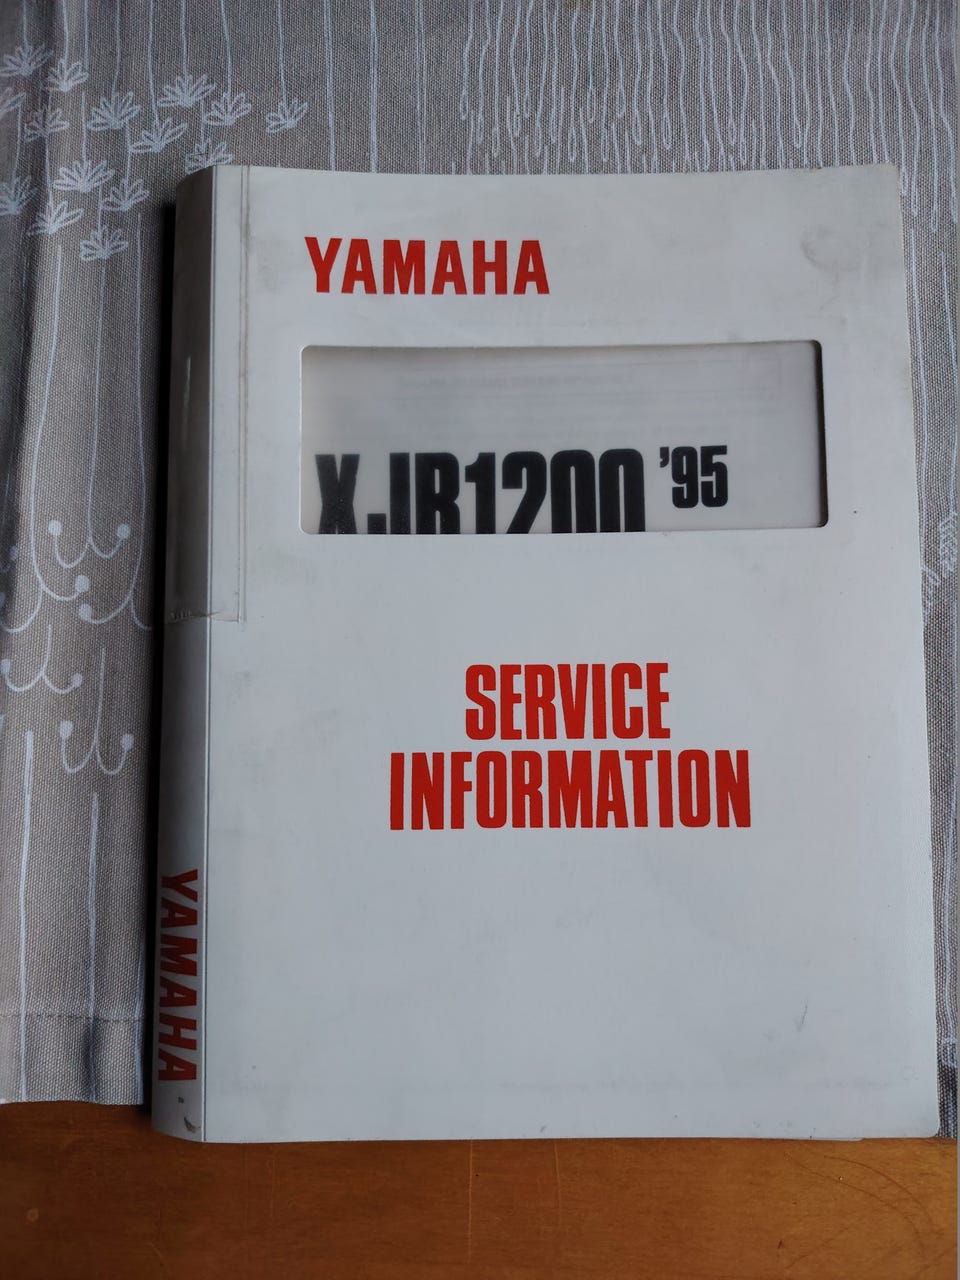 YAMAHA
XJR1200 '95
SERVICE
INFORMATION
YAMAHA